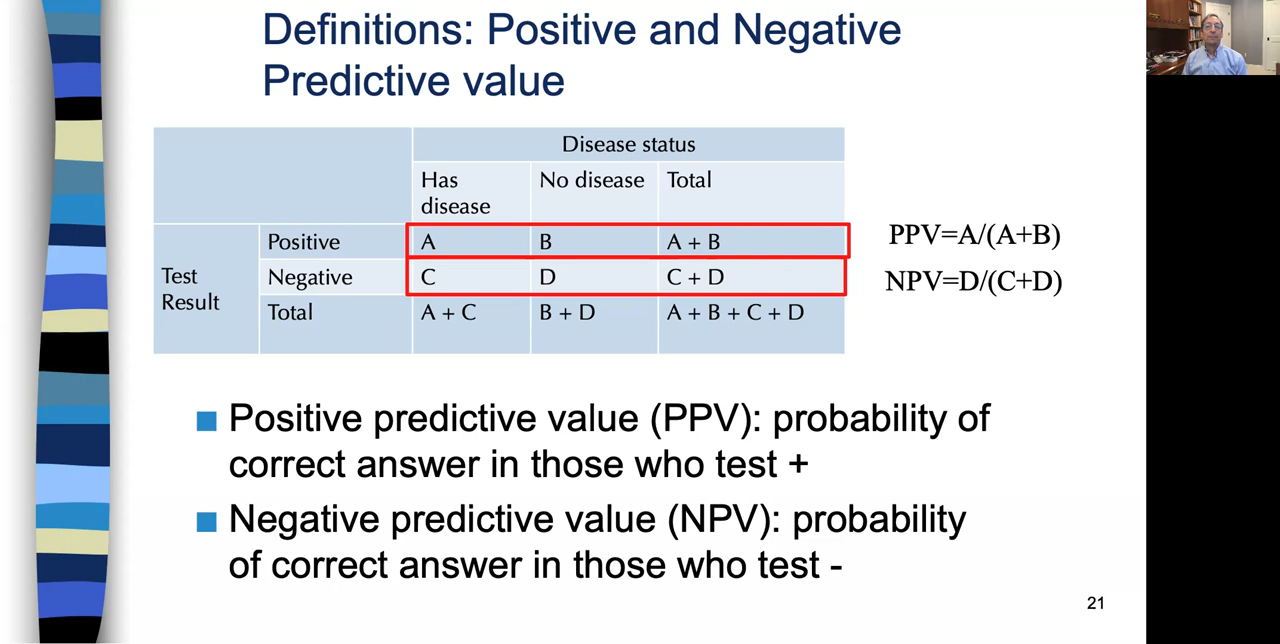 Definitions: Positive and Negative
Predictive value
Disease status
Has
disease
No disease
Total
Test
Result
Positive
A
B
A + B
Negative
C
D
C + D
Total
A + C
B + D
A + B + C + D
PPV=A/(A+B)
NPV=D/(C+D)
Positive predictive value (PPV): probability of
correct answer in those who test +
Negative predictive value (NPV): probability
of correct answer in those who test -
21